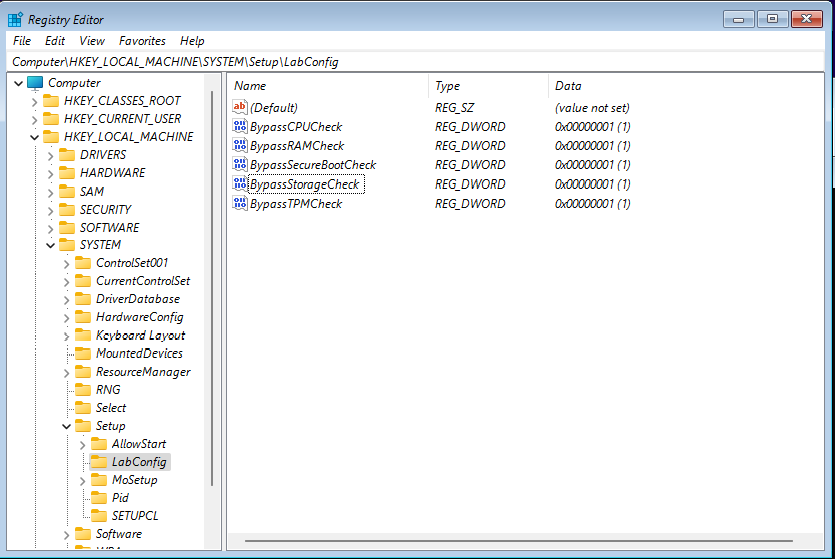 Registry Editor
File Edit View Favorites Help
Computer\HKEY_LOCAL_MACHINE\SYSTEM\Setup\LabConfig
Computer
HKEY_CLASSES_ROOT
HKEY_CURRENT_USER
HKEY_LOCAL_MACHINE
DRIVERS
HARDWARE
SAM
SECURITY
SOFTWARE
SYSTEM
ControlSet001
CurrentControlSet
DriverDatabase
HardwareConfig
Keyboard Layout
MountedDevices
ResourceManager
RNG
Select
Setup
AllowStart
LabConfig
MoSetup
Pid
SETUPCL
Software
Name Type Data
(Default) REG_SZ (value not set)
BypassCPUCheck REG_DWORD 0x00000001 (1)
BypassRAMCheck REG_DWORD 0x00000001 (1)
BypassSecureBootCheck REG_DWORD 0x00000001 (1)
BypassStorageCheck REG_DWORD 0x00000001 (1)
BypassTPMCheck REG_DWORD 0x00000001 (1)